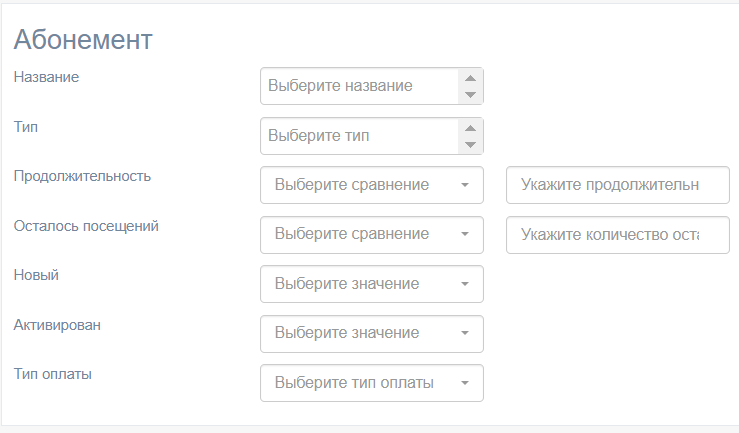 Абонемент
Название Выберите название
Тип Выберите тип
Продолжительность Выберите сравнение Укажите продолжительн
Осталось посещений Выберите сравнение Укажите количество оста
Новый Выберите значение
Активирован Выберите значение
Тип оплаты Выберите тип оплаты